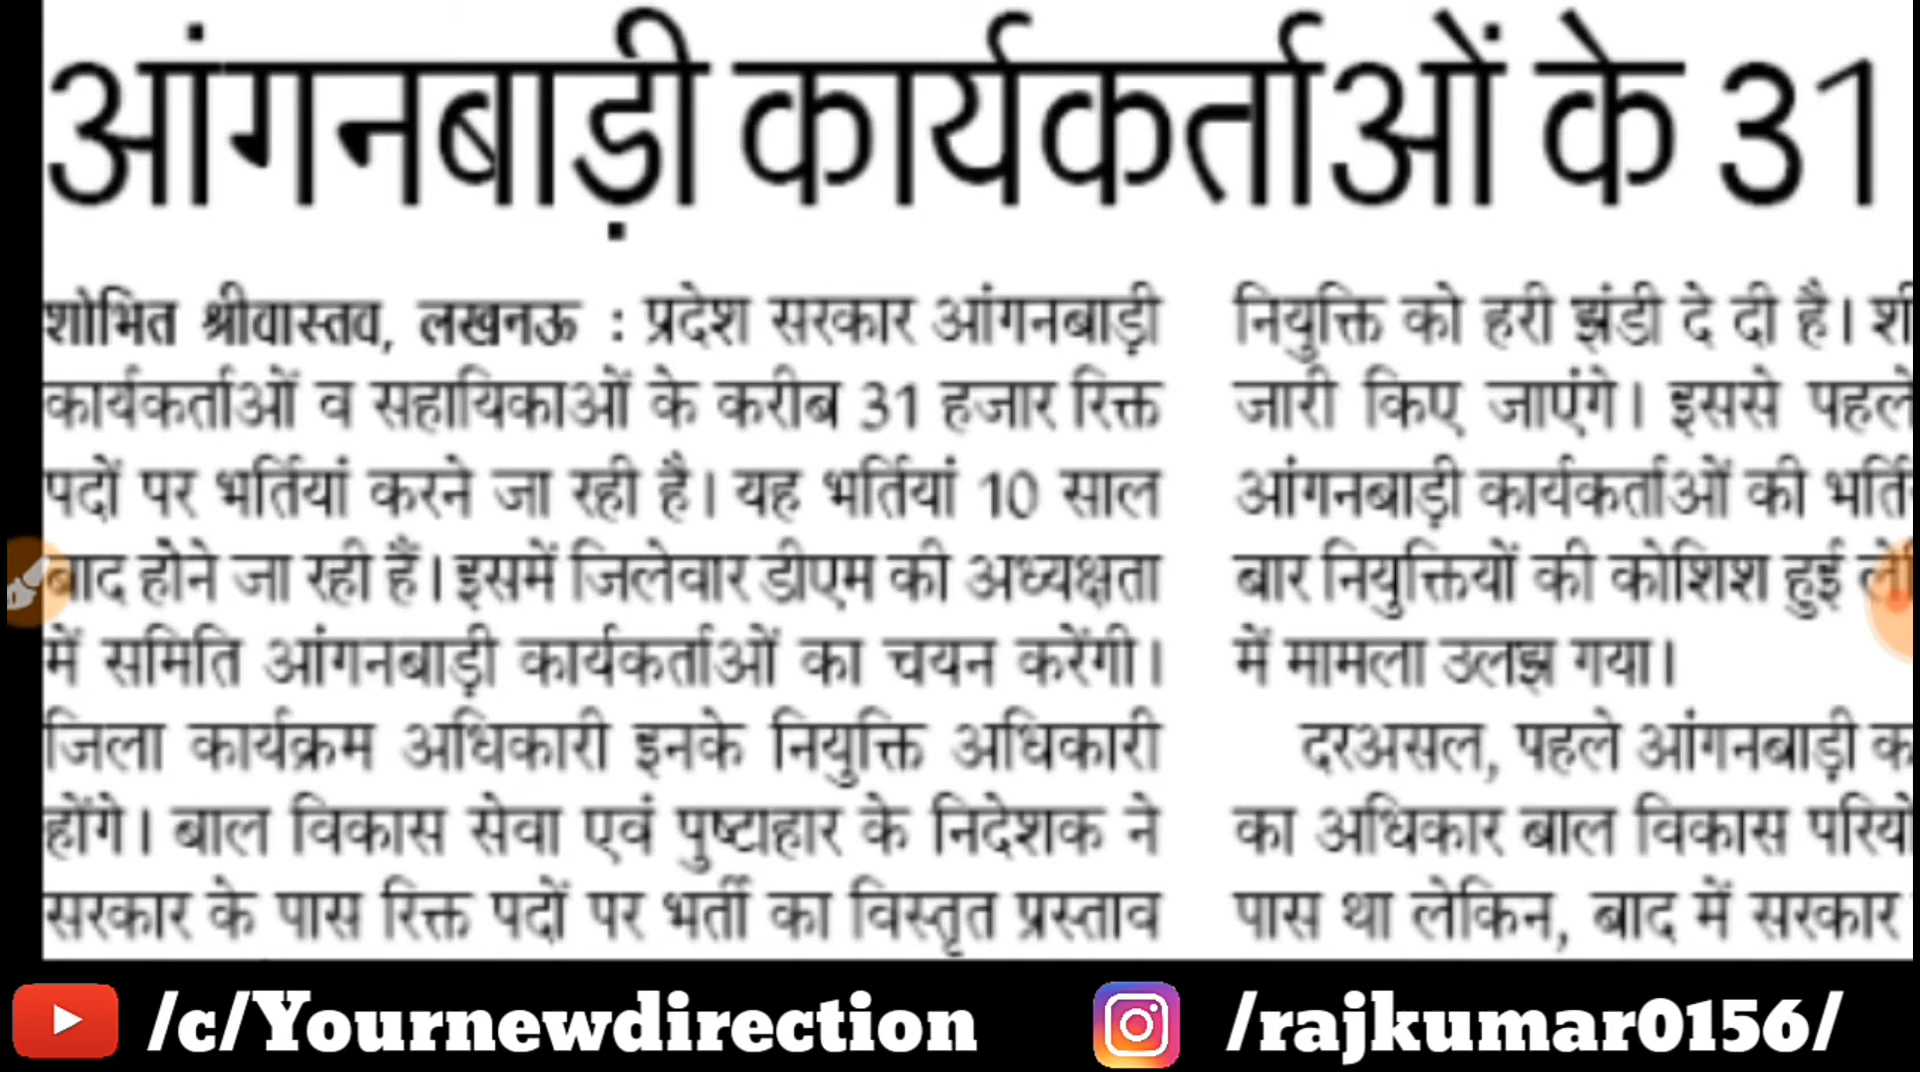 आंगनबाड़ी कार्यकर्ताओं के 31
शोभित श्रीवास्तव, लखनऊ : प्रदेश सरकार आंगनबाड़ी
कार्यकर्ताओं व सहायिकाओं के करीब 31 हजार रिक्त
पदों पर भर्तियां करने जा रही है। यह भर्तियां 10 साल
बाद होने जा रही हैं। इसमें जिलेवार डीएम की अध्यक्षता
में समिति आंगनबाड़ी कार्यकर्ताओं का चयन करेंगी।
जिला कार्यक्रम अधिकारी इनके नियुक्ति अधिकारी
होंगे। बाल विकास सेवा एवं पुष्टाहार के निदेशक ने
सरकार के पास रिक्त पदों पर भर्ती का विस्तृत प्रस्ताव
नियुक्ति को हरी झंडी दे दी है।
जारी किए जाएंगे। इससे पहले
आंगनबाड़ी कार्यकर्ताओं की
बार नियुक्तियों की कोशिश हुई
में मामला उलझ गया।
दरअसल, पहले आंगनबाड़ी
का अधिकार बाल विकास
पास था लेकिन, बाद में सरकार
/c/Yournewdirection
/rajkumar0156/